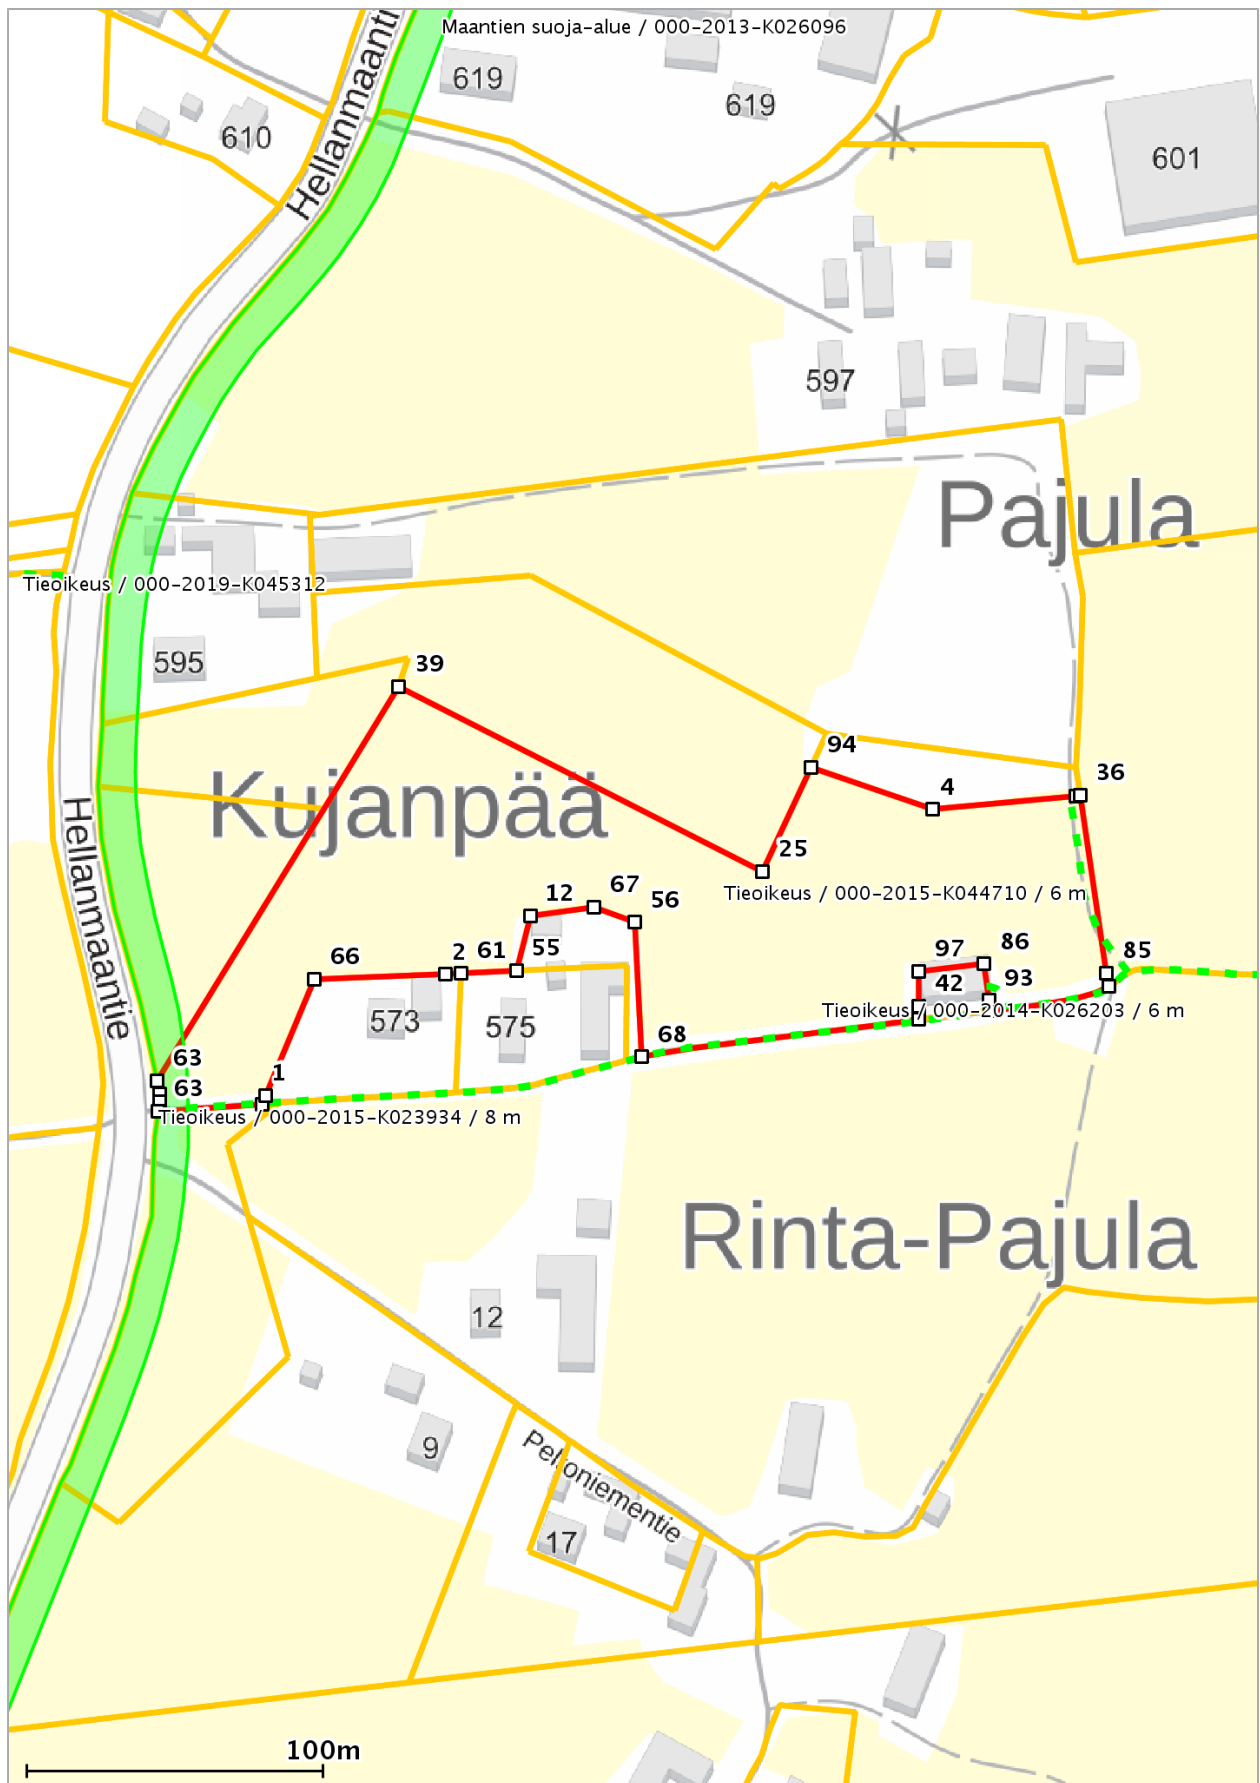 Maantien suoja-alue / 000-2013-K026096
619
619
610
601
Hellanmaantie
597
Pajula
Tieoikeus / 000-2019-K045312
595
39
94
36
4
Kujanpää
25
Tieoikeus / 000-2015-K044710 / 6 m
12
67
56
66
2
61
55
97
86
85
42
93
Tieoikeus / 000-2014-K026203 / 6 m
Hellanmaantie
573
575
68
63
1
63
Tieoikeus / 000-2015-K023934 / 8 m
Rinta-Pajula
12
9
Peltoniementie
17
100m